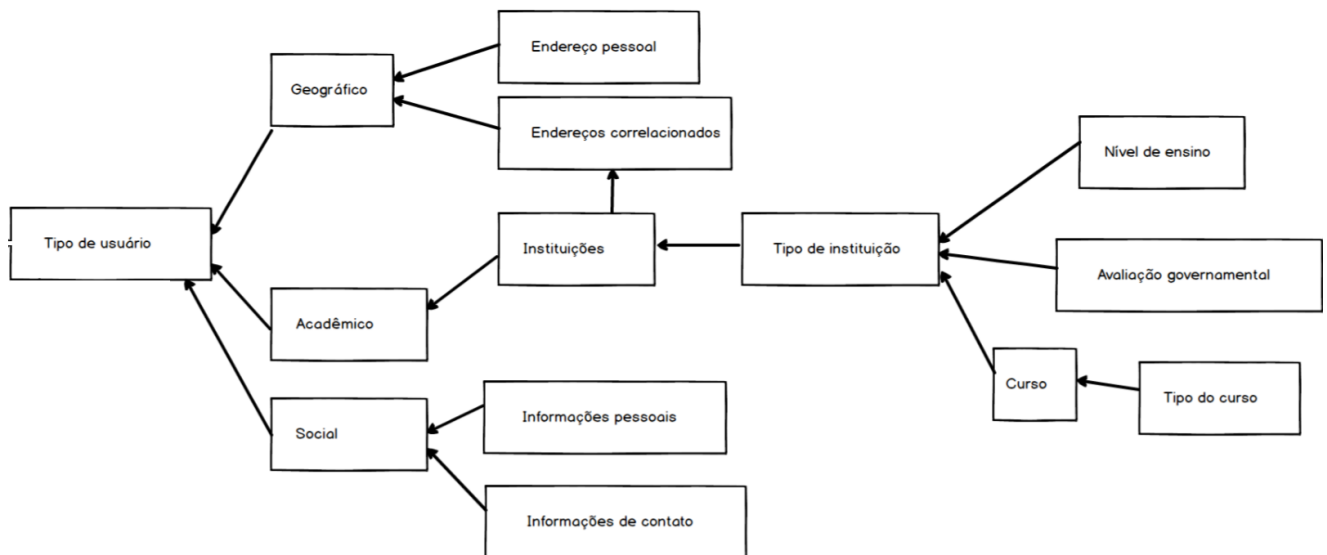 Endereço pessoal
Geográfico
Endereços correlacionados
Nível de ensino
Tipo de usuário
Instituições
Tipo de instituição
Avaliação governamental
Acadêmico
Curso
Tipo do curso
Social
Informações pessoais
Informações de contato